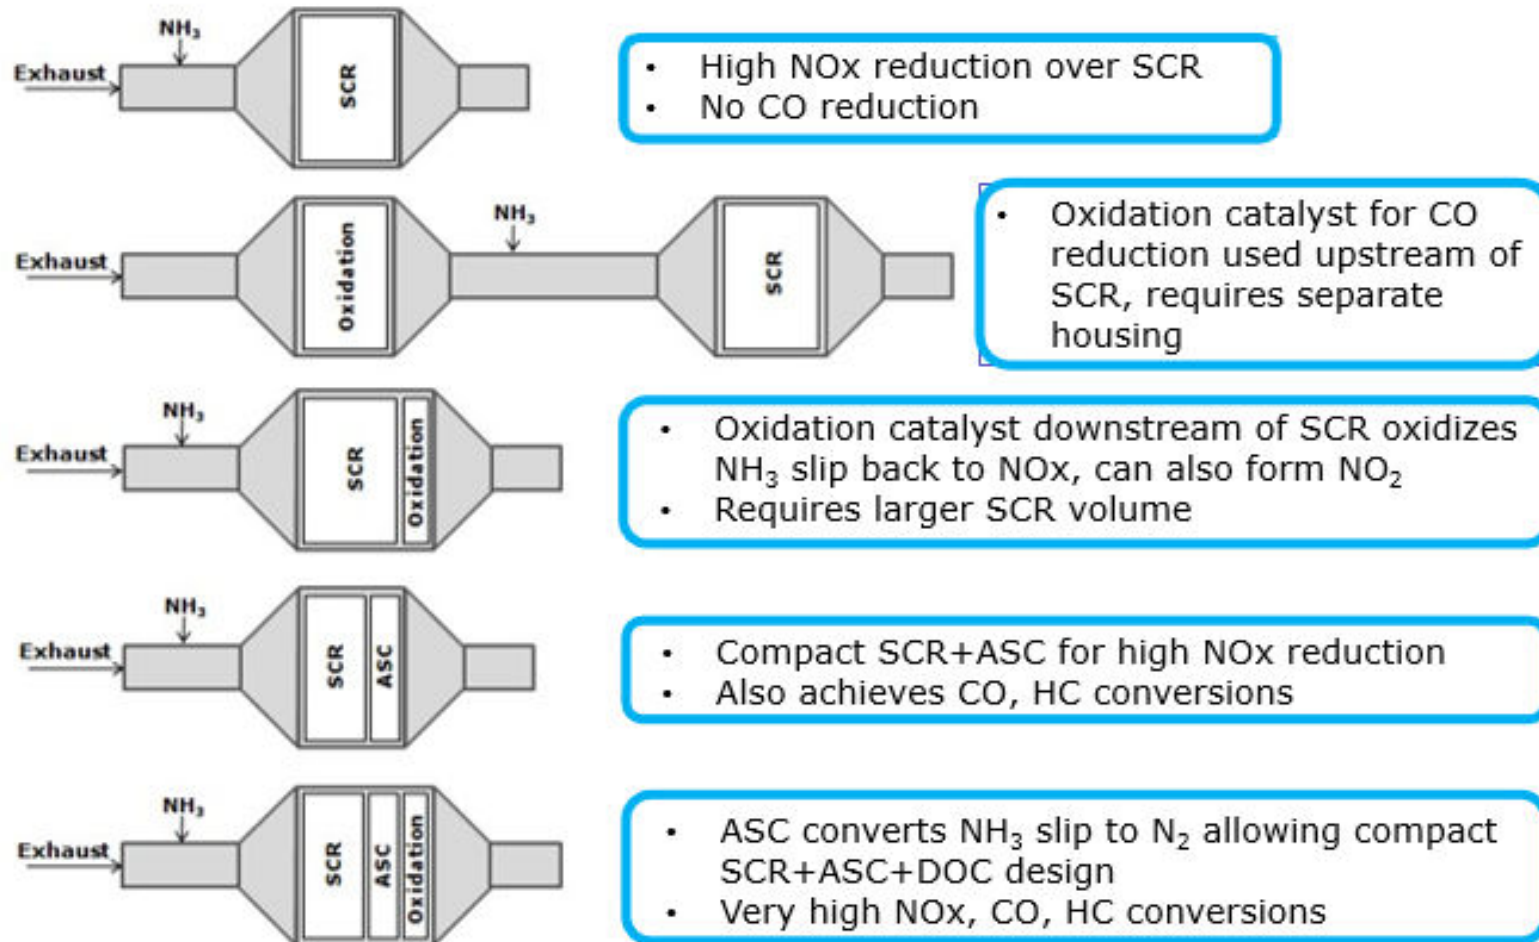 NH₃
Exhaust
SCR
• High NOx reduction over SCR
• No CO reduction
NH₃
Exhaust
Oxidation
SCR
• Oxidation catalyst for CO
reduction used upstream of
SCR, requires separate
housing
NH₃
Exhaust
SCR
Oxidation
• Oxidation catalyst downstream of SCR oxidizes
NH₃ slip back to NOx, can also form NO₂
• Requires larger SCR volume
NH₃
Exhaust
SCR
ASC
• Compact SCR+ASC for high NOx reduction
• Also achieves CO, HC conversions
NH₃
Exhaust
SCR
ASC
Oxidation
• ASC converts NH₃ slip to N₂ allowing compact
SCR+ASC+DOC design
• Very high NOx, CO, HC conversions